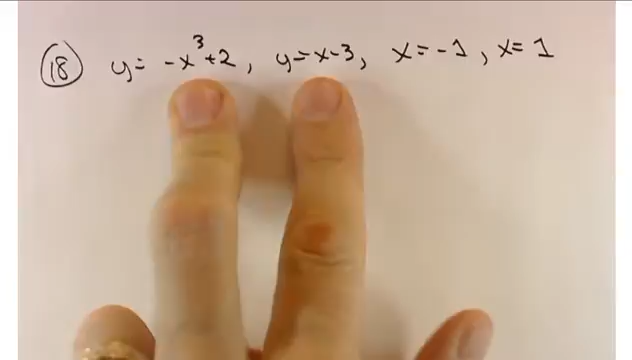 18 y = -x³+2, y=x-3, x=-1, x=1